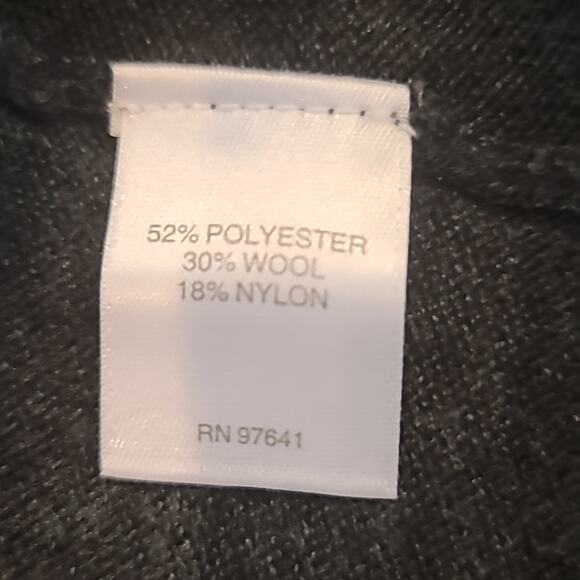 52% POLYESTER
30% WOOL
18% NYLON
RN 97641